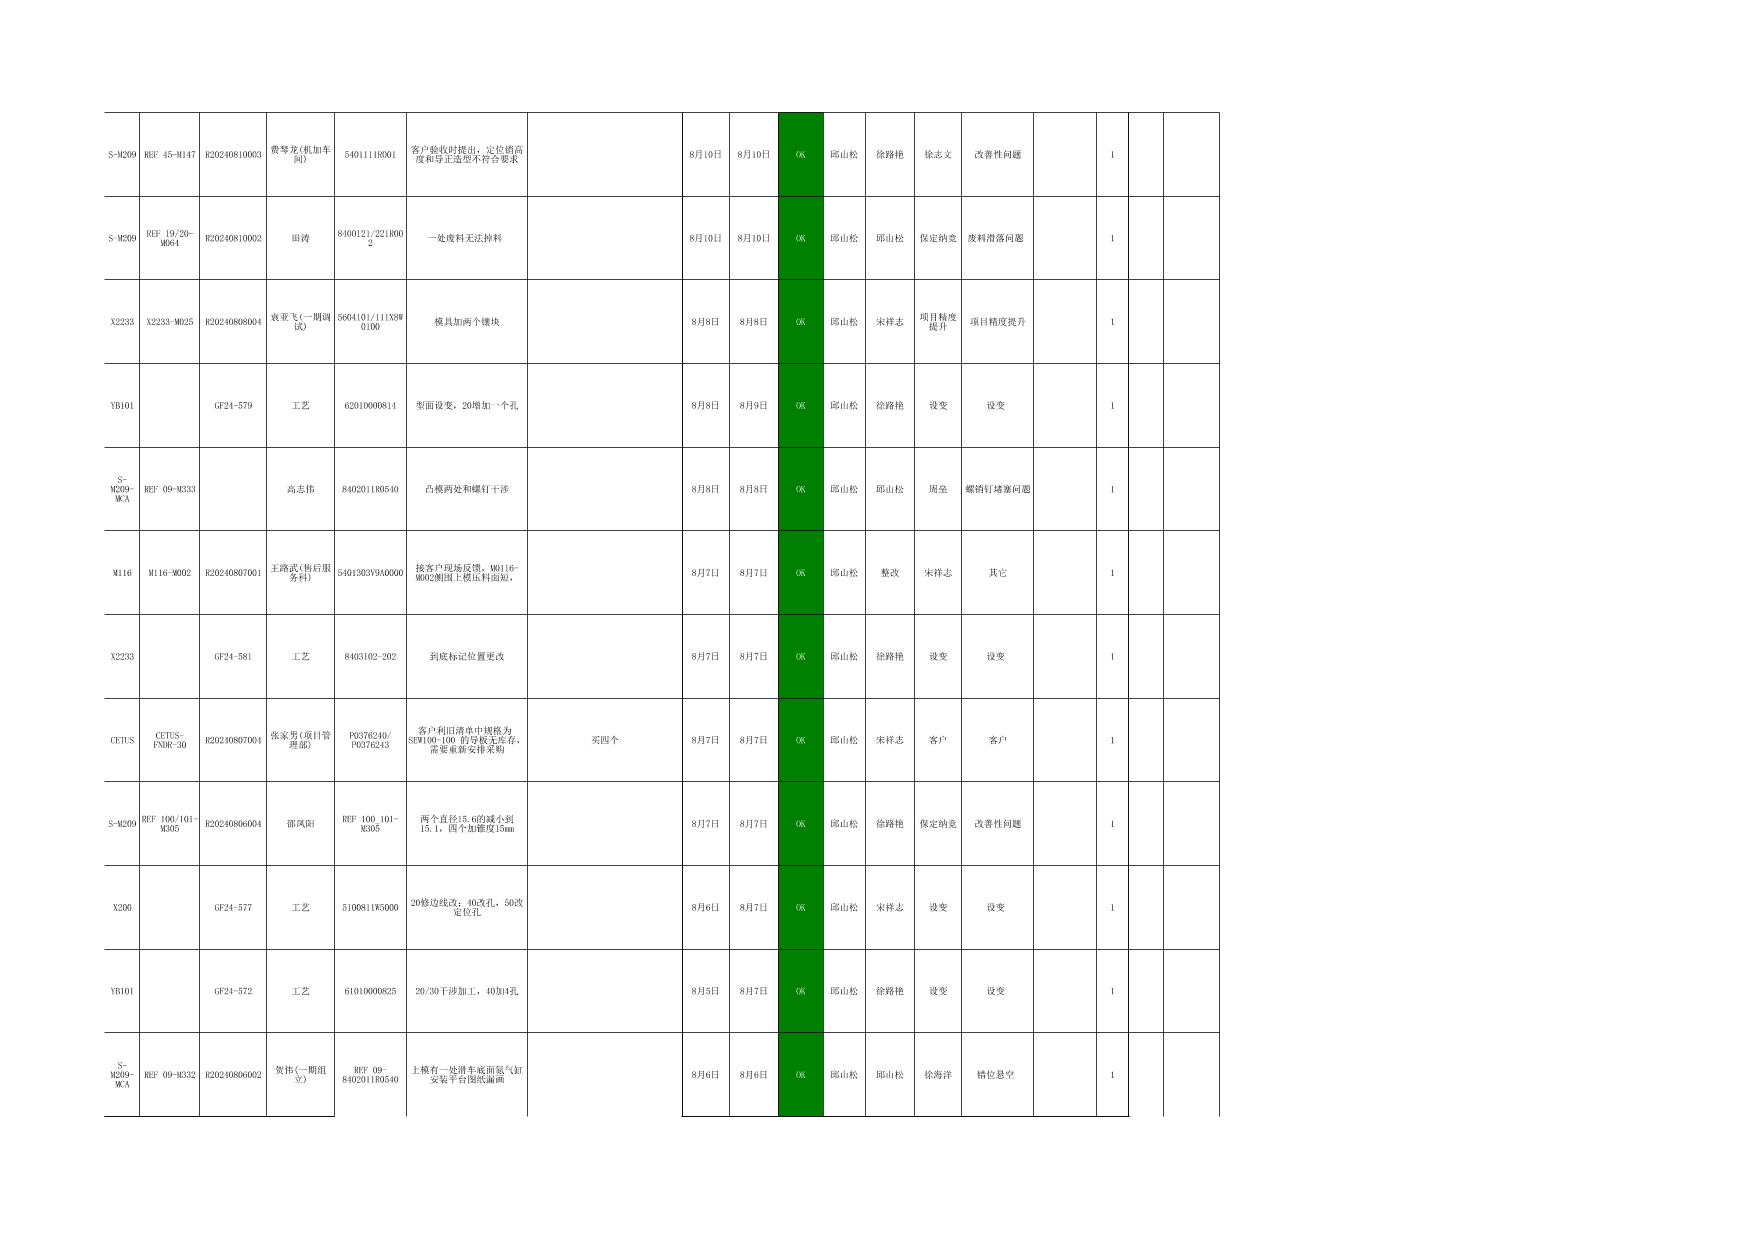 S-M209 REF 45-M147 R20240810003 费琴龙(机加车间) 5401111R001 客户验收时提出，定位销高度和导正造型不符合要求 8月10日 8月10日 OK 邱山松 徐路艳 徐志文 改善性问题 1
S-M209 REF 19/20-M064 R20240810002 田涛 8400121/221R002 一处废料无法掉料 8月10日 8月10日 OK 邱山松 邱山松 保定纳竞 废料滑落问题 1
X2233 X2233-M025 R20240808004 袁亚飞(一期调试) 5604101/111X8W0100 模具加两个镶块 8月8日 8月8日 OK 邱山松 宋祥志 项目精度提升 项目精度提升 1
YB101 GF24-579 工艺 62010000814 型面设变，20增加一个孔 8月8日 8月9日 OK 邱山松 徐路艳 设变 设变 1
S-M209-MCA REF 09-M333 高志伟 8402011R0540 凸模两处和螺钉干涉 8月8日 8月8日 OK 邱山松 邱山松 周垒 螺销钉堵塞问题 1
M116 M116-M002 R20240807001 王路武(售后服务科) 5401303V9A0000 接客户现场反馈，M0116-M002侧围上模压料面短， 8月7日 8月7日 OK 邱山松 整改 宋祥志 其它 1
X2233 GF24-581 工艺 8403102-202 到底标记位置更改 8月7日 8月7日 OK 邱山松 徐路艳 设变 设变 1
CETUS CETUS-FNDR-30 R20240807004 张家男(项目管理部) P0376240/P0376243 客户利旧清单中规格为SEW100-100 的导板无库存，需要重新安排采购 买四个 8月7日 8月7日 OK 邱山松 宋祥志 客户 客户 1
S-M209 REF 100/101-M305 R20240806004 邵凤阳 REF 100_101-M305 两个直径15.6的减小到15.1，四个加锥度15mm 8月7日 8月7日 OK 邱山松 徐路艳 保定纳竞 改善性问题 1
X200 GF24-577 工艺 5100811W5000 20修边线改；40改孔，50改定位孔 8月6日 8月7日 OK 邱山松 宋祥志 设变 设变 1
YB101 GF24-572 工艺 61010000825 20/30干涉加工，40加4孔 8月5日 8月7日 OK 邱山松 徐路艳 设变 设变 1
S-M209-MCA REF 09-M332 R20240806002 贺伟(一期组立) REF 09-8402011R0540 上模有一处滑车底面氮气缸安装平台图纸漏画 8月6日 8月6日 OK 邱山松 邱山松 徐海洋 错位悬空 1